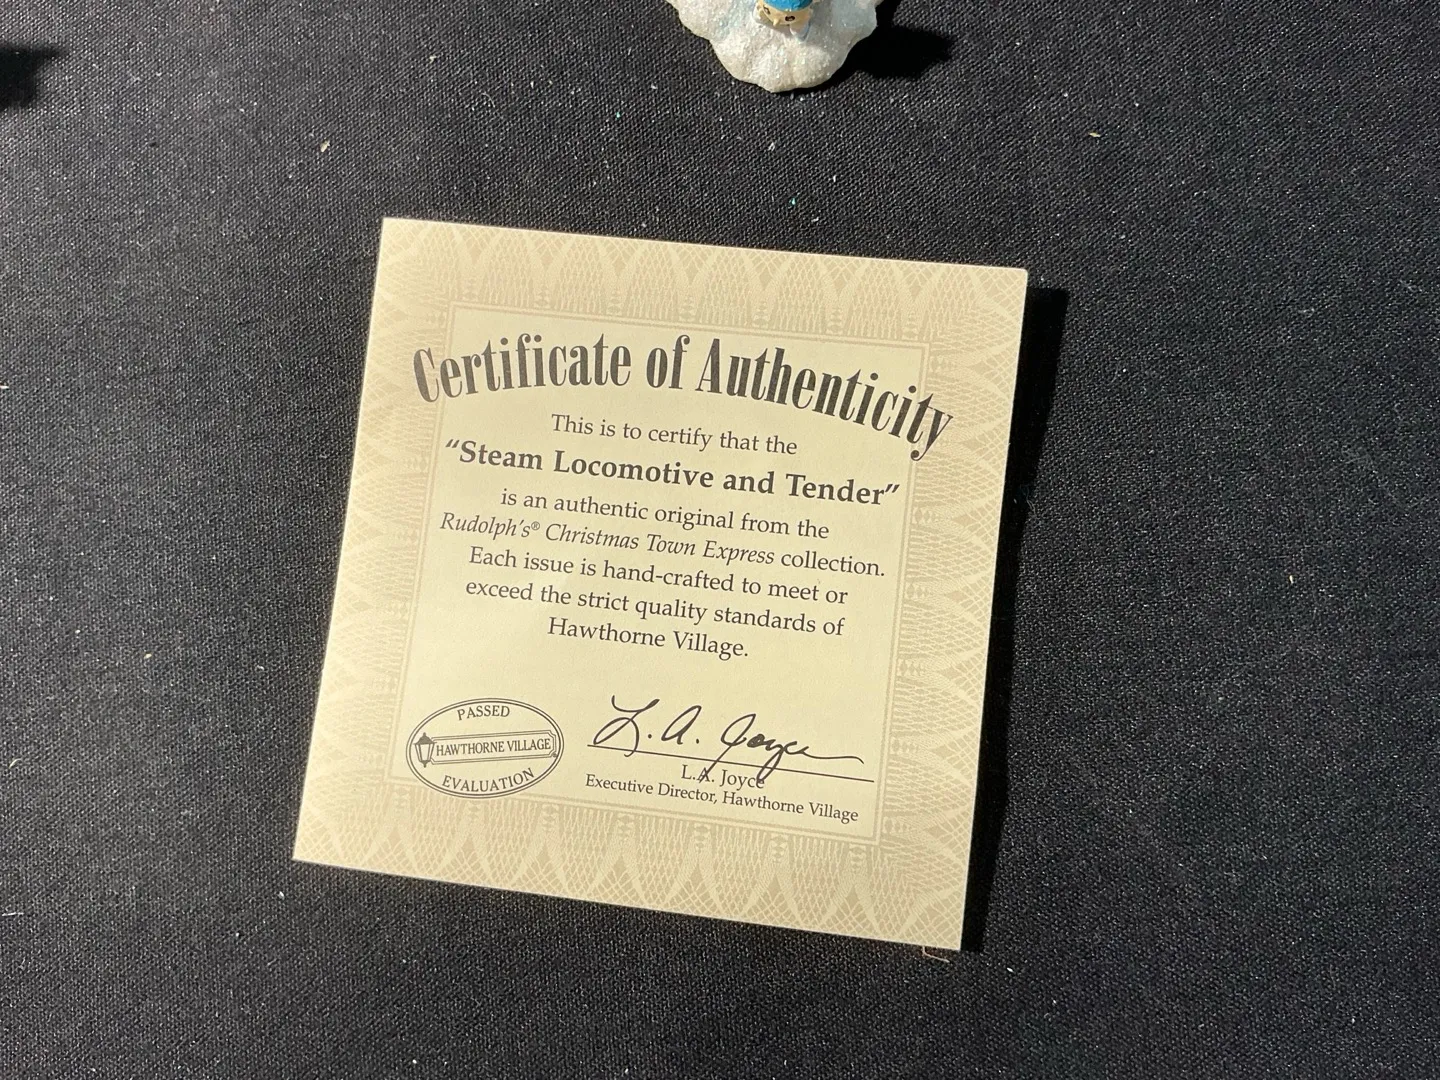 Certificate of Authenticity
This is to certify that the
“Steam Locomotive and Tender”
is an authentic original from the
Rudolph's® Christmas Town Express collection.
Each issue is hand-crafted to meet or
exceed the strict quality standards of
Hawthorne Village.
PASSED
HAWTHORNE VILLAGE
EVALUATION
L. A. Joyce
L.A. Joyce
Executive Director, Hawthorne Village